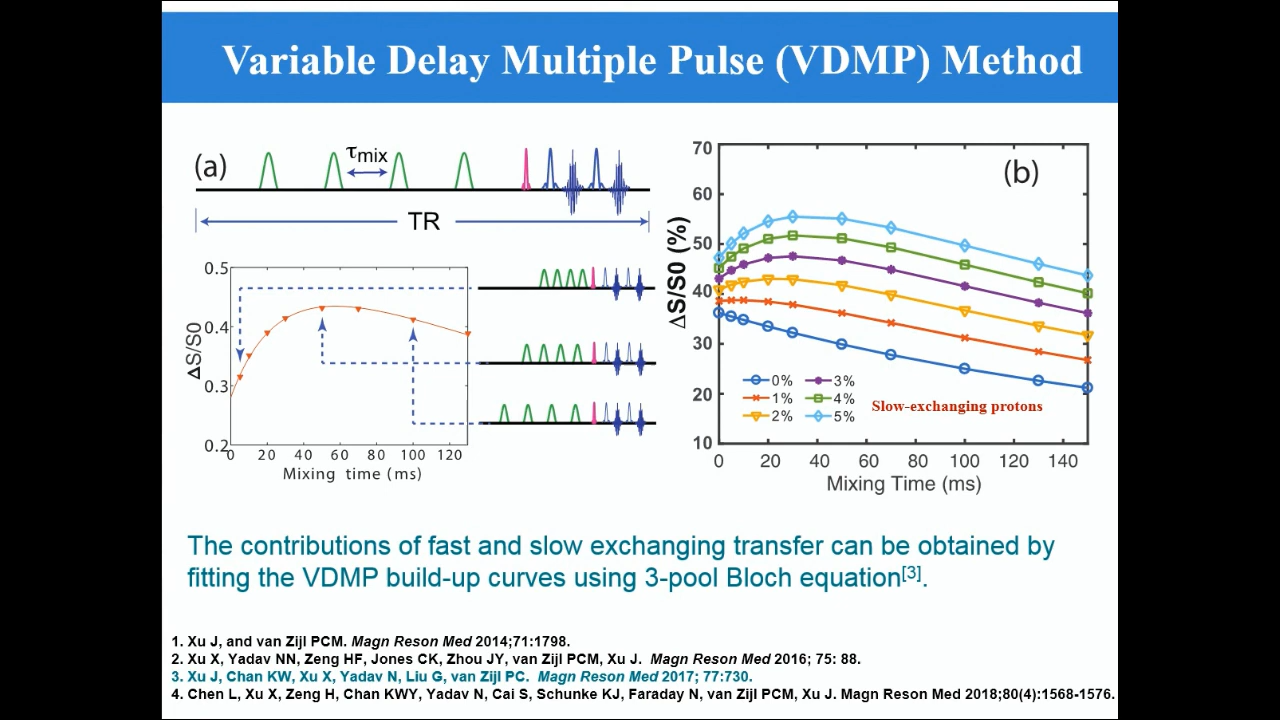 Variable Delay Multiple Pulse (VDMP) Method
(a)
τmix
TR
0.5
0.4
0.3
0.2
ΔS/S0
0 20 40 60 80 100 120
Mixing time (ms)
(b)
70
60
50
40
30
20
10
ΔS/S0 (%)
0% 3%
1% 4%
2% 5%
Slow-exchanging protons
0 20 40 60 80 100 120 140
Mixing Time (ms)
The contributions of fast and slow exchanging transfer can be obtained by
fitting the VDMP build-up curves using 3-pool Bloch equation[3].
1. Xu J, and van Zijl PCM. Magn Reson Med 2014;71:1798.
2. Xu X, Yadav NN, Zeng HF, Jones CK, Zhou JY, van Zijl PCM, Xu J. Magn Reson Med 2016; 75: 88.
3. Xu J, Chan KW, Xu X, Yadav N, Liu G, van Zijl PC. Magn Reson Med 2017; 77:730.
4. Chen L, Xu X, Zeng H, Chan KWY, Yadav N, Cai S, Schunke KJ, Faraday N, van Zijl PCM, Xu J. Magn Reson Med 2018;80(4):1568-1576.